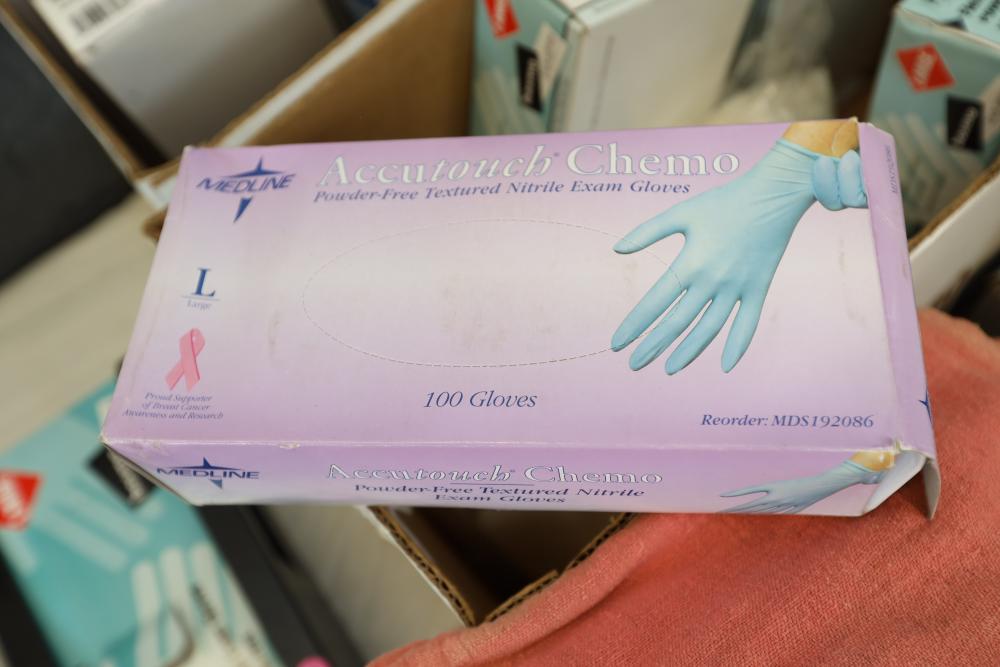 MEDLINE
Accutouch® Chemo
Powder-Free Textured Nitrile Exam Gloves
L
Large
Proud Supporter
of Breast Cancer
Awareness and Research
100 Gloves
Reorder: MDS192086
MEDLINE
Accutouch® Chemo
Powder-Free Textured Nitrile
Exam Gloves